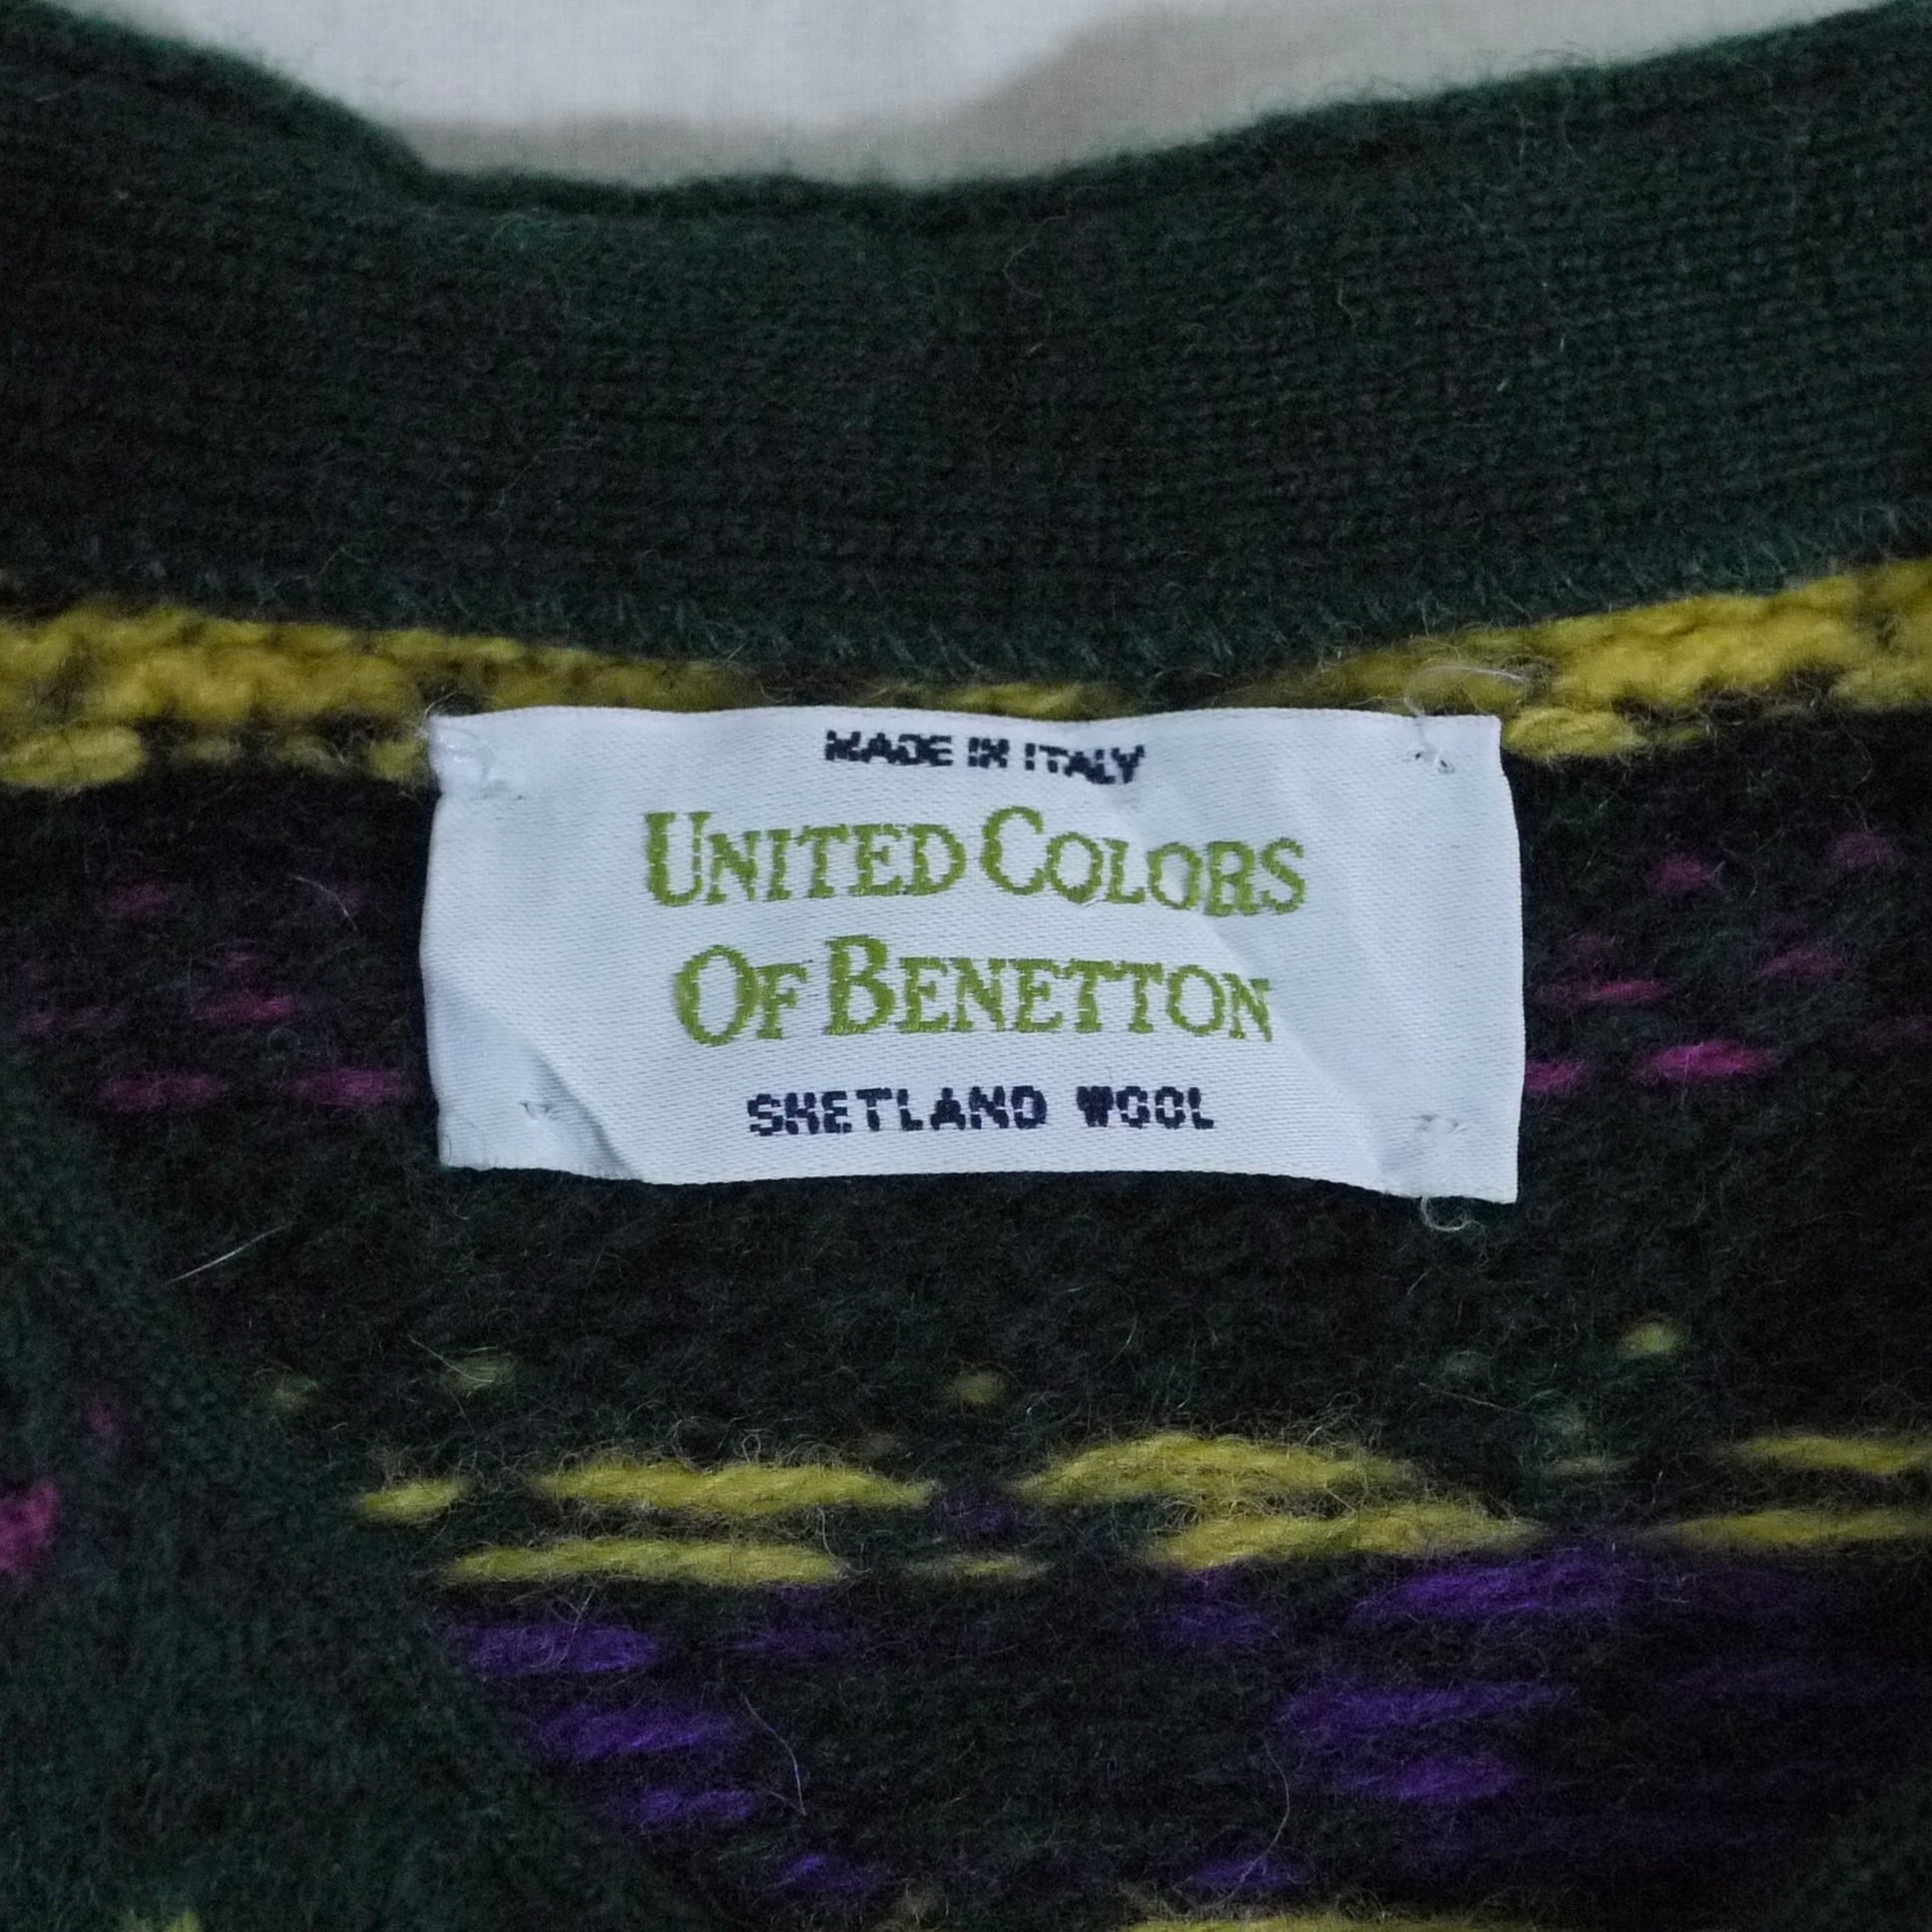 MADE IN ITALY
UNITED COLORS
OF BENETTON
SHETLAND WOOL